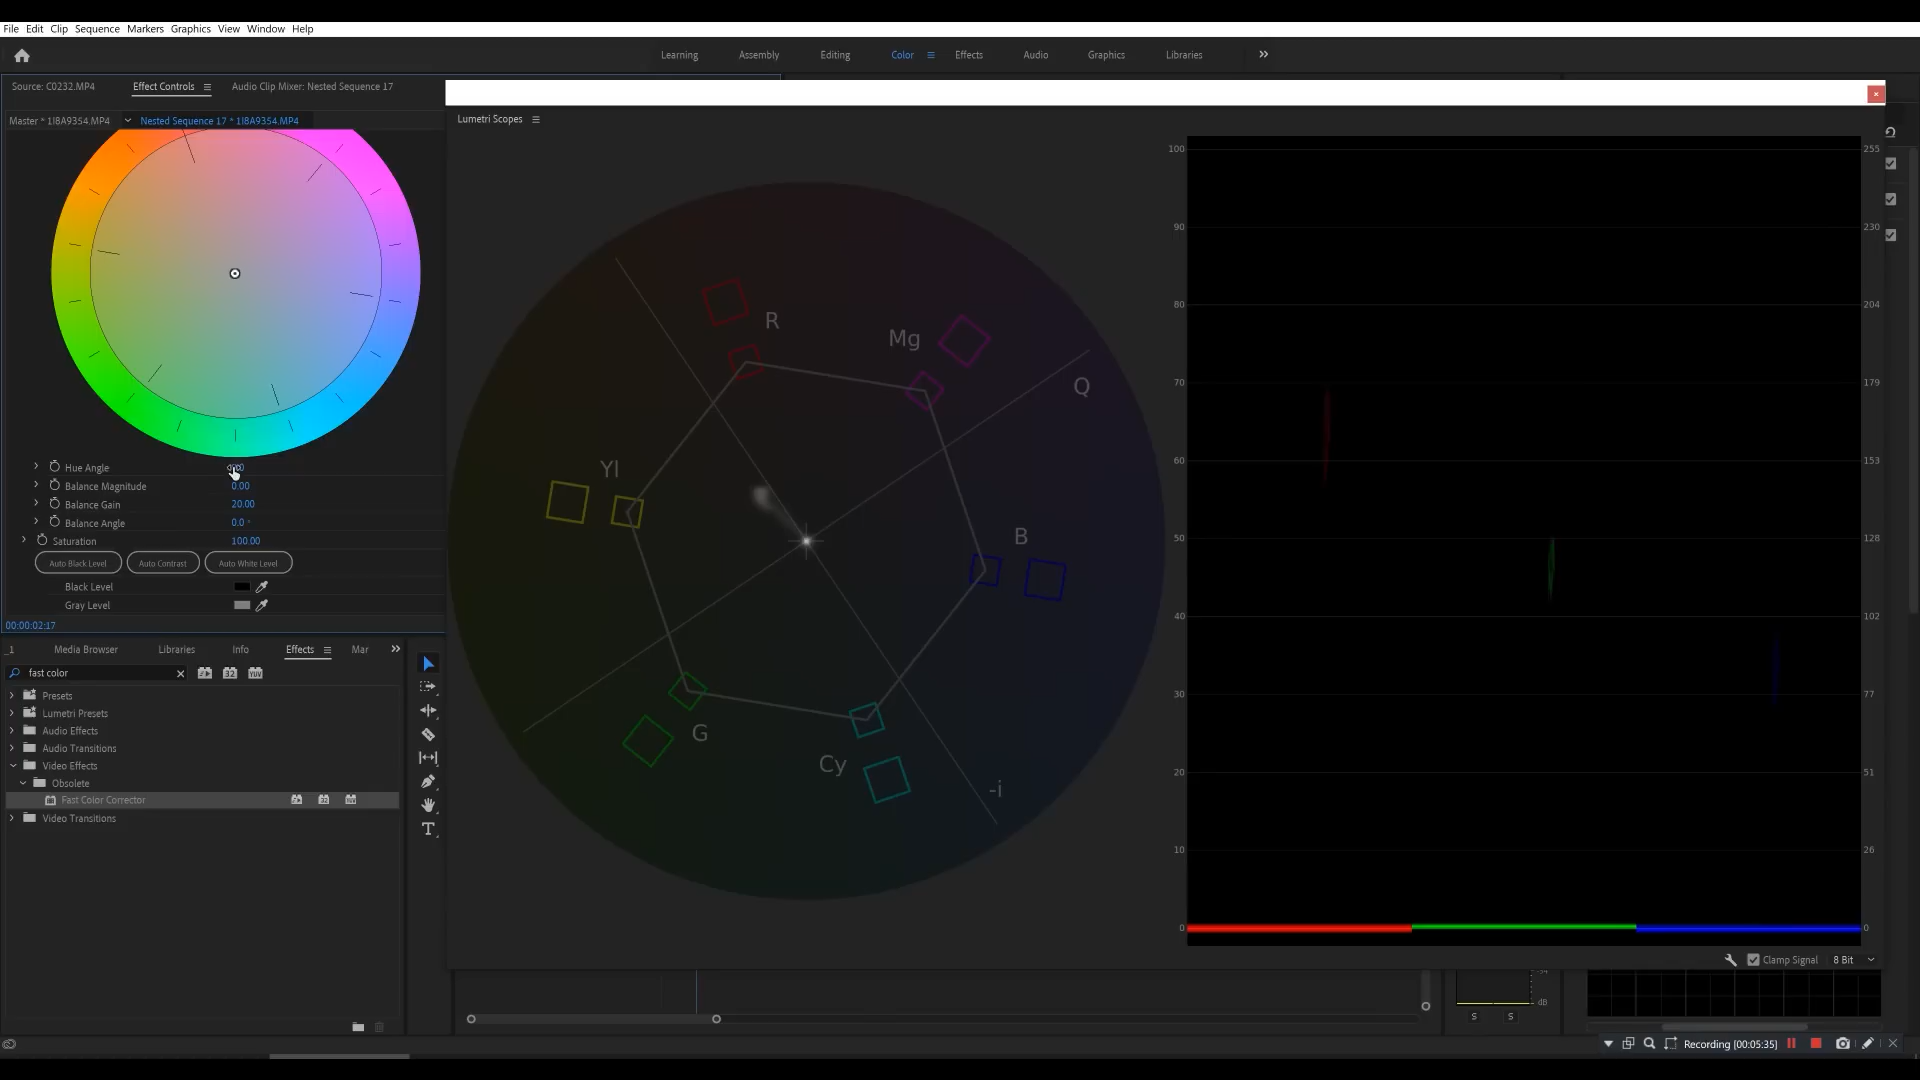 File Edit Clip Sequence Markers Graphics View Window Help
Learning Assembly Editing Color Effects Audio Graphics Libraries
Source: C0232.MP4 Effect Controls Audio Clip Mixer: Nested Sequence 17
Master * 1I8A9354.MP4 Nested Sequence 17 * 1I8A9354.MP4
Lumetri Scopes
100 255
90 230
80 204
70 179
60 153
50 128
40 102
30 77
20 51
10 26
0 0
R
Mg
Q
Yl
B
G
Cy
-i
Hue Angle
Balance Magnitude 0.00
Balance Gain 20.00
Balance Angle 0.0 °
Saturation 100.00
Auto Black Level Auto Contrast Auto White Level
Black Level
Gray Level
00:00:02:17
_1 Media Browser Libraries Info Effects Mar
fast color
Presets
Lumetri Presets
Audio Effects
Audio Transitions
Video Effects
Obsolete
Fast Color Corrector
Video Transitions
Clamp Signal 8 Bit
dB
S S
Recording [00:05:35]